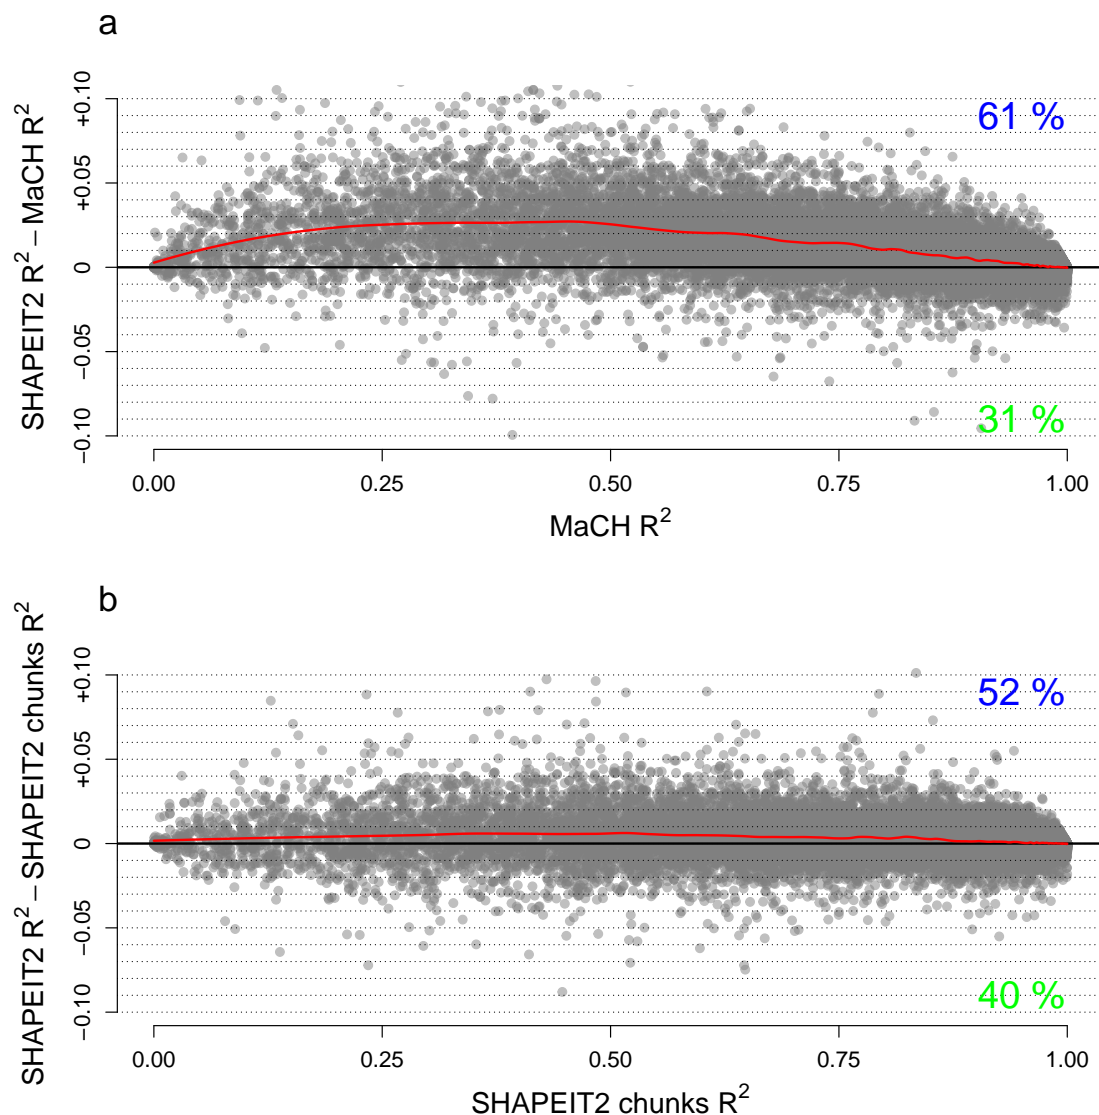 a
SHAPEIT2 R² – MaCH R²
+0.10
+0.05
0
−0.05
−0.10
61 %
31 %
0.00 0.25 0.50 0.75 1.00
MaCH R²
b
SHAPEIT2 R² – SHAPEIT2 chunks R²
+0.10
+0.05
0
−0.05
−0.10
52 %
40 %
0.00 0.25 0.50 0.75 1.00
SHAPEIT2 chunks R²